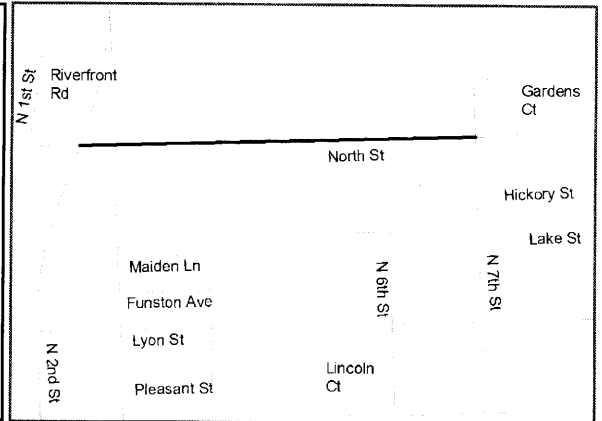 N 1st St
Riverfront
Rd
Gardens
Ct
North St
Hickory St
Lake St
Maiden Ln
N 6th St
N 7th St
Funston Ave
Lyon St
N 2nd St
Lincoln
Ct
Pleasant St